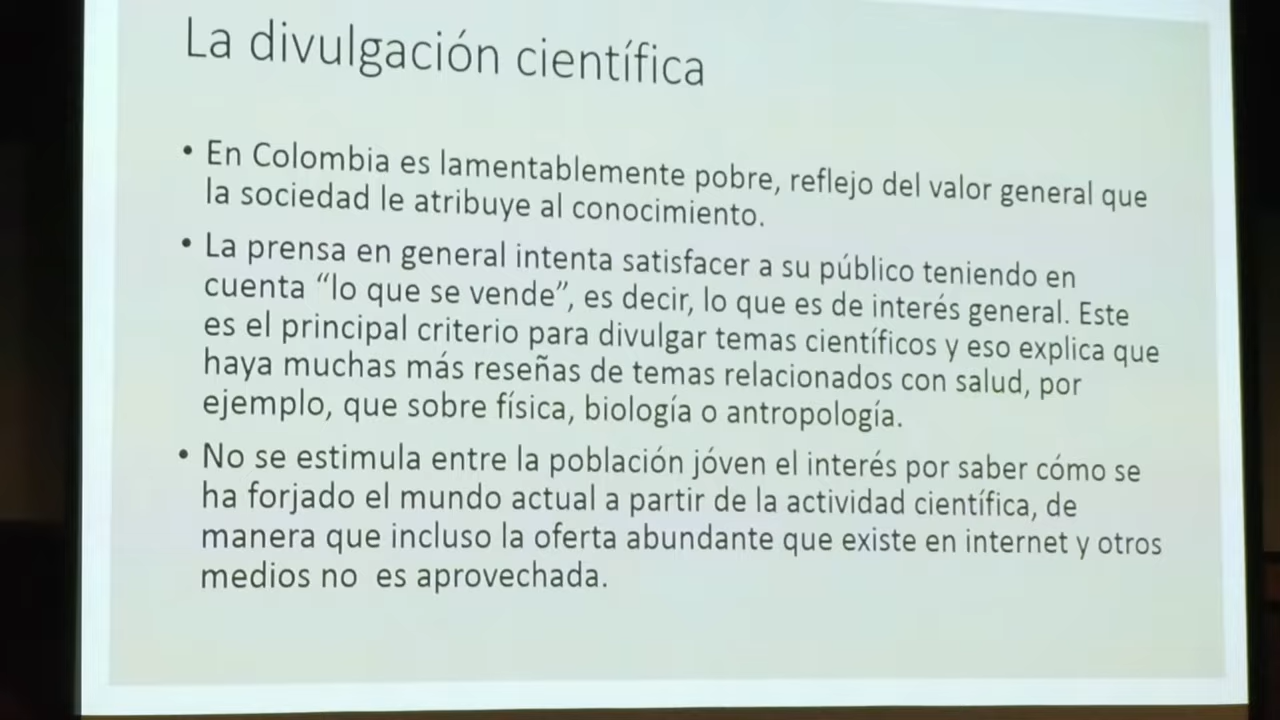 La divulgación científica
• En Colombia es lamentablemente pobre, reflejo del valor general que
la sociedad le atribuye al conocimiento.
• La prensa en general intenta satisfacer a su público teniendo en
cuenta “lo que se vende”, es decir, lo que es de interés general. Este
es el principal criterio para divulgar temas científicos y eso explica que
haya muchas más reseñas de temas relacionados con salud, por
ejemplo, que sobre física, biología o antropología.
• No se estimula entre la población jóven el interés por saber cómo se
ha forjado el mundo actual a partir de la actividad científica, de
manera que incluso la oferta abundante que existe en internet y otros
medios no  es aprovechada.